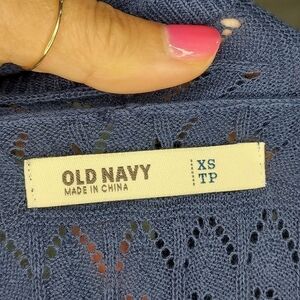 OLD NAVY
MADE IN CHINA
XS
TP